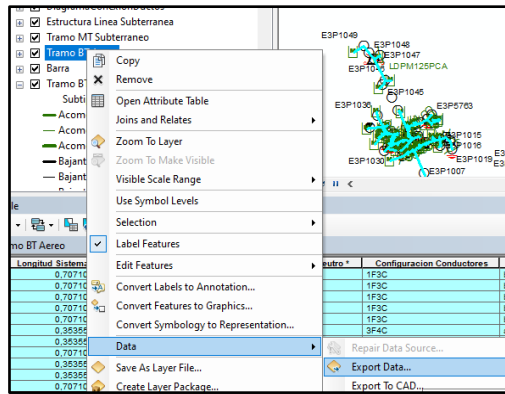 Estructura Linea Subterranea
Tramo MT Subterraneo
Tramo BT
Barra
Tramo BT
Subti
Acom
Acom
Acom
Bajant
Bajant
Copy
Remove
Open Attribute Table
Joins and Relates
Zoom To Layer
Zoom To Make Visible
Visible Scale Range
Use Symbol Levels
Selection
Label Features
Edit Features
Convert Labels to Annotation...
Convert Features to Graphics...
Convert Symbology to Representation...
Data
Save As Layer File...
Create Layer Package...
Repair Data Source...
Export Data...
Export To CAD...
E3P1049
E3P1048
E3P1047
E3P104
LDPM125PCA
E3P1045
E3P1036
E3P5763
E3P1015
E3P1016
E3P1030
E3P1019
E3
E3P1007
le
mo BT Aereo
Longitud Sistema
eutro *
Configuracion Conductores
0,70710
1F3C
0,70710
1F3C
0,70710
1F3C
0,70710
1F3C
0,35355
3F4C
0,35355
0,70710
0,35355
0,35355
0,70710